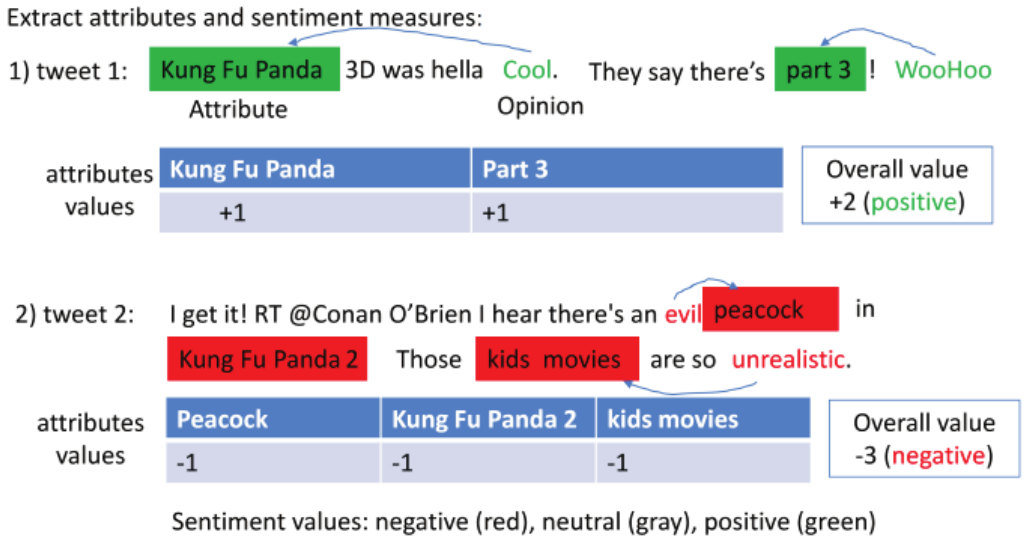 Extract attributes and sentiment measures:
1) tweet 1: Kung Fu Panda 3D was hella Cool. They say there's part 3 ! WooHoo
Attribute Opinion
attributes Kung Fu Panda Part 3
values +1 +1
Overall value
+2 (positive)
2) tweet 2: I get it! RT @Conan O'Brien I hear there's an evil peacock in
Kung Fu Panda 2 Those kids movies are so unrealistic.
attributes Peacock Kung Fu Panda 2 kids movies
values -1 -1 -1
Overall value
-3 (negative)
Sentiment values: negative (red), neutral (gray), positive (green)